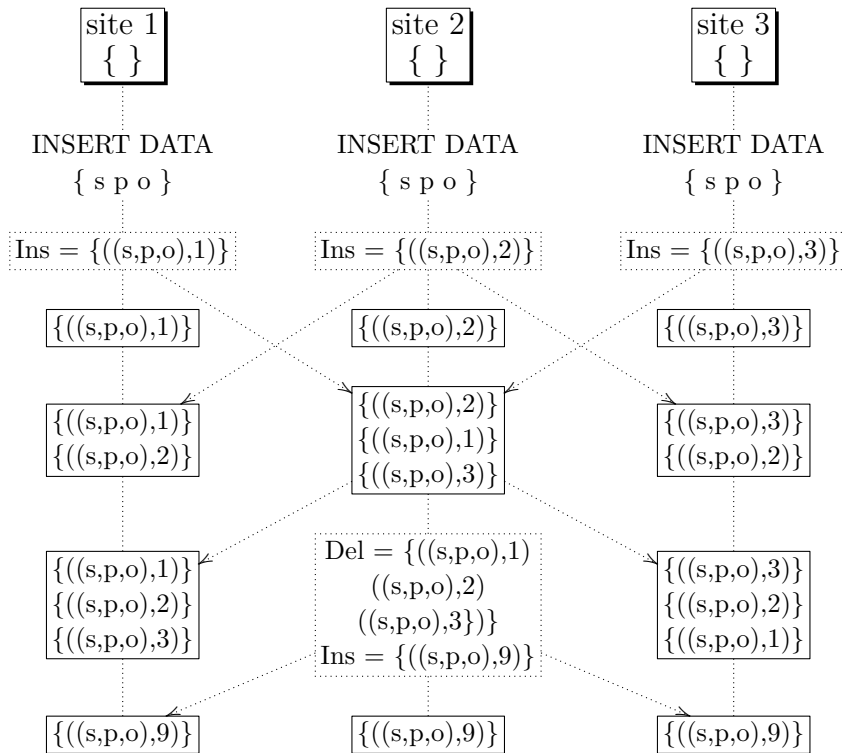 site 1
{ }
site 2
{ }
site 3
{ }
INSERT DATA
{ s p o }
INSERT DATA
{ s p o }
INSERT DATA
{ s p o }
Ins = {((s,p,o),1)}
Ins = {((s,p,o),2)}
Ins = {((s,p,o),3)}
{((s,p,o),1)}
{((s,p,o),2)}
{((s,p,o),3)}
{((s,p,o),1)}
{((s,p,o),2)}
{((s,p,o),2)}
{((s,p,o),1)}
{((s,p,o),3)}
{((s,p,o),3)}
{((s,p,o),2)}
{((s,p,o),1)}
{((s,p,o),2)}
{((s,p,o),3)}
Del = {((s,p,o),1)
((s,p,o),2)
((s,p,o),3})}
Ins = {((s,p,o),9)}
{((s,p,o),3)}
{((s,p,o),2)}
{((s,p,o),1)}
{((s,p,o),9)}
{((s,p,o),9)}
{((s,p,o),9)}